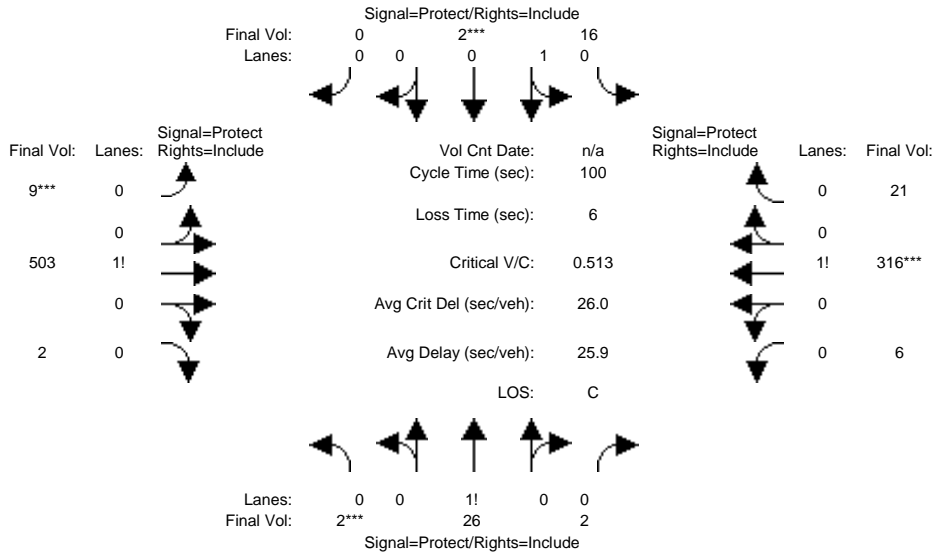 Signal=Protect/Rights=Include
Final Vol: 0 2*** 16
Lanes: 0 0 0 1 0
Signal=Protect
Final Vol: Lanes: Rights=Include
Vol Cnt Date: n/a
Signal=Protect
Rights=Include Lanes: Final Vol:
Cycle Time (sec): 100
9*** 0
0 21
Loss Time (sec): 6
0
0
503 1!
Critical V/C: 0.513
1! 316***
0
Avg Crit Del (sec/veh): 26.0
0
2 0
Avg Delay (sec/veh): 25.9
0 6
LOS: C
Lanes: 0 0 1! 0 0
Final Vol: 2*** 26 2
Signal=Protect/Rights=Include